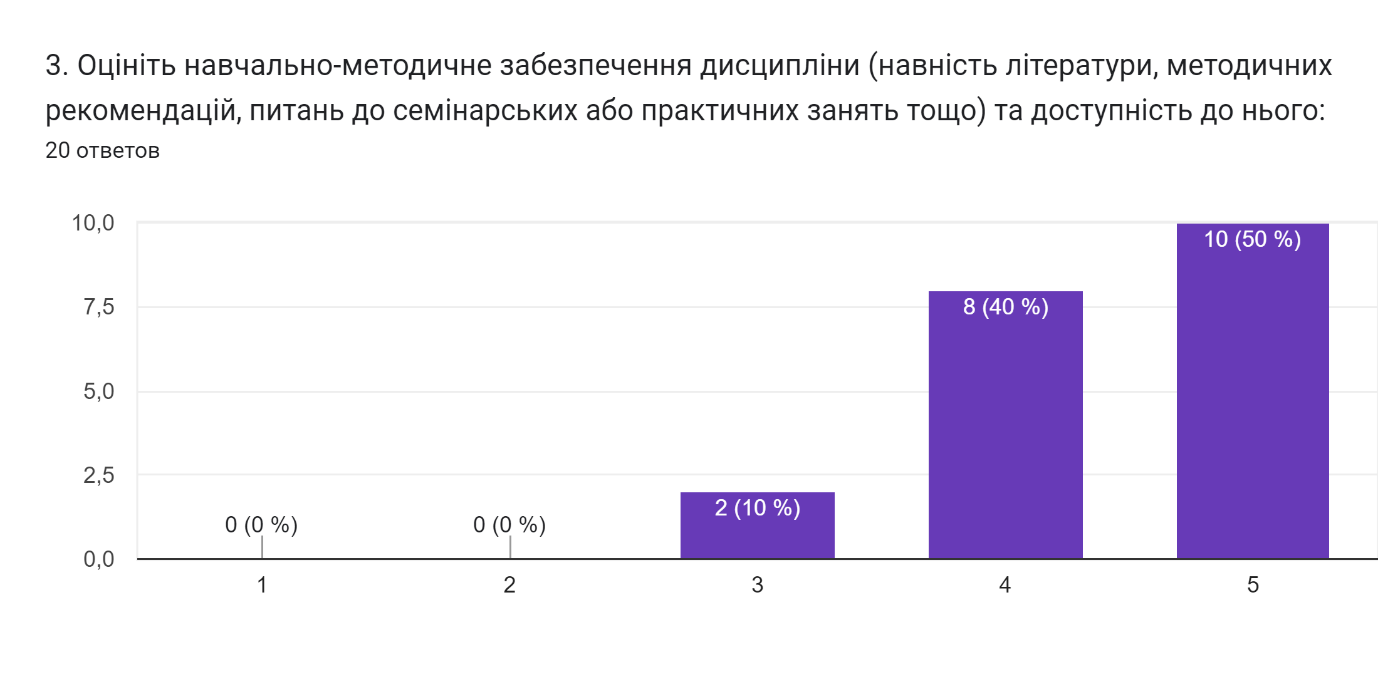 3. Оцініть навчально-методичне забезпечення дисципліни (навність літератури, методичних
рекомендацій, питань до семінарських або практичних занять тощо) та доступність до нього:
20 ответов
10,0
7,5
5,0
2,5
0,0
0 (0 %)
0 (0 %)
2 (10 %)
8 (40 %)
10 (50 %)
1
2
3
4
5